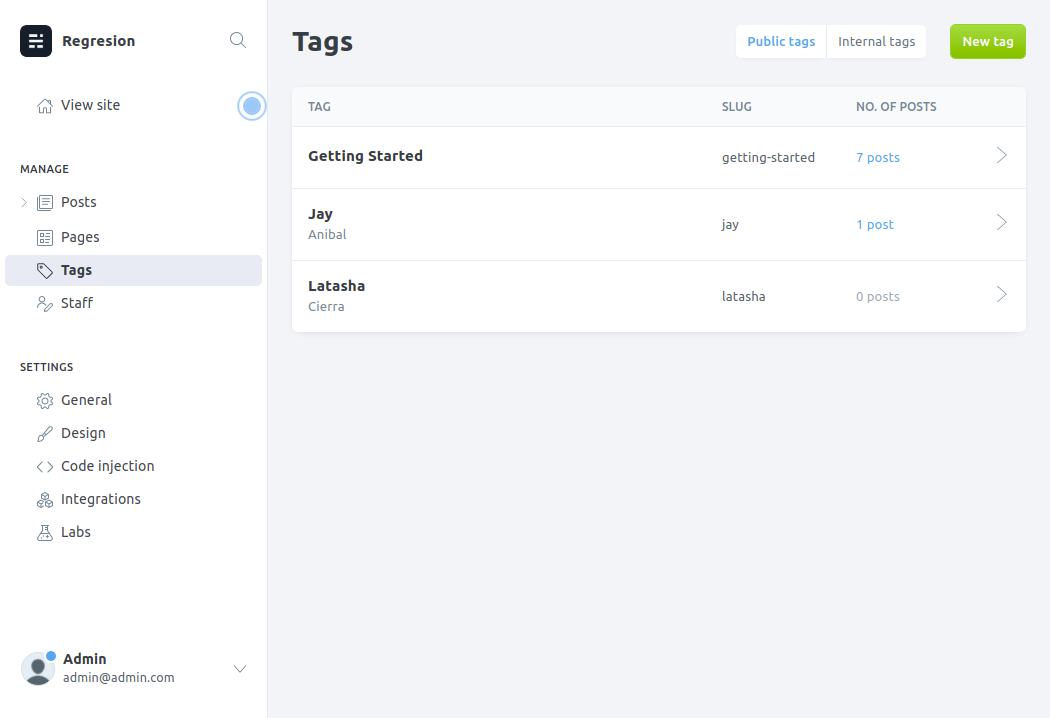 Regresion
View site
MANAGE
Posts
Pages
Tags
Staff
SETTINGS
General
Design
Code injection
Integrations
Labs
Admin
admin@admin.com
Tags
Public tags Internal tags New tag
TAG SLUG NO. OF POSTS
Getting Started getting-started 7 posts
Jay
Anibal jay 1 post
Latasha
Cierra latasha 0 posts